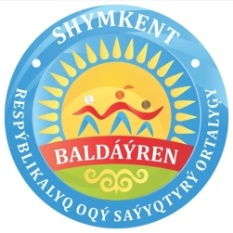 SHYMKENT
BALDÁÝREN
RESPÝBLIKALYQ OQÝ SAÝYQTYRÝ ORTALYGY